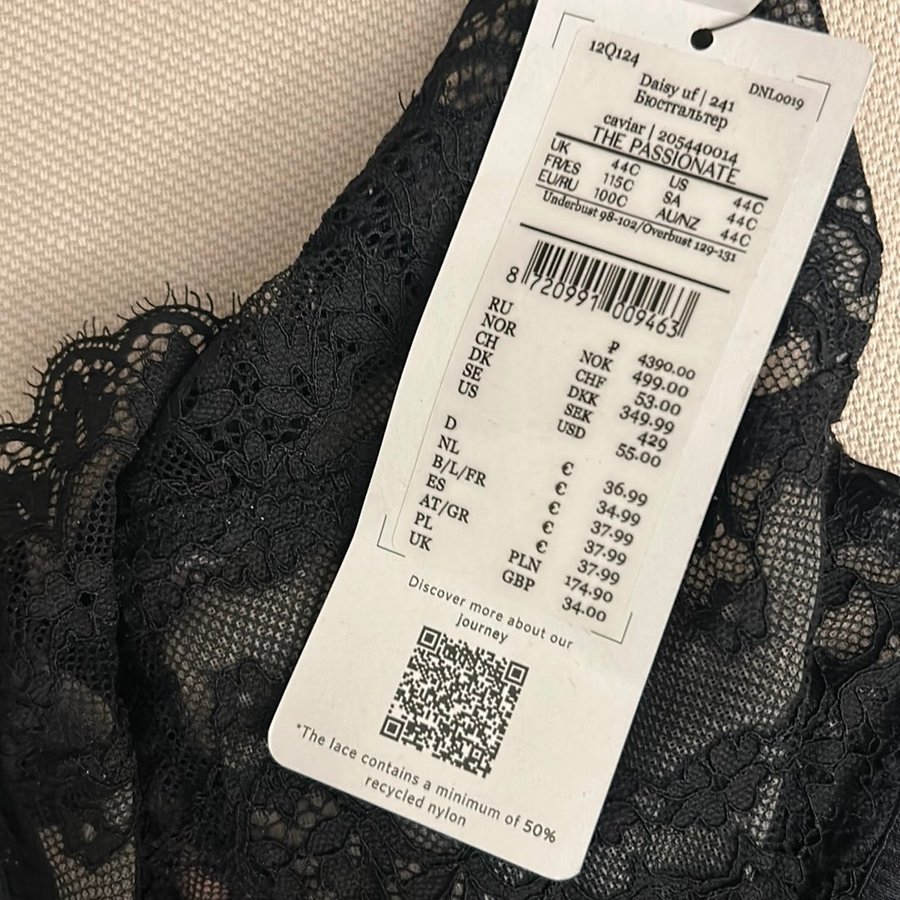 12Q124
DNL0019
Daisy uf | 241
Бюстгальтер
caviar | 205440014
THE PASSIONATE
UK 44C US 44C
FR/ES 115C SA 44C
EU/RU 100C AU/NZ 44C
Underbust 98-102/Overbust 129-131
8 720991 009463
RU ₽ 4390.00
NOR NOK 499.00
CH CHF 53.00
DK DKK 349.99
SE SEK 429
US USD 55.00
D € 36.99
NL € 34.99
B/L/FR € 37.99
ES € 37.99
AT/GR € 37.99
PL PLN 174.90
UK GBP 34.00
Discover more about our
journey
*The lace contains a minimum of 50%
recycled nylon